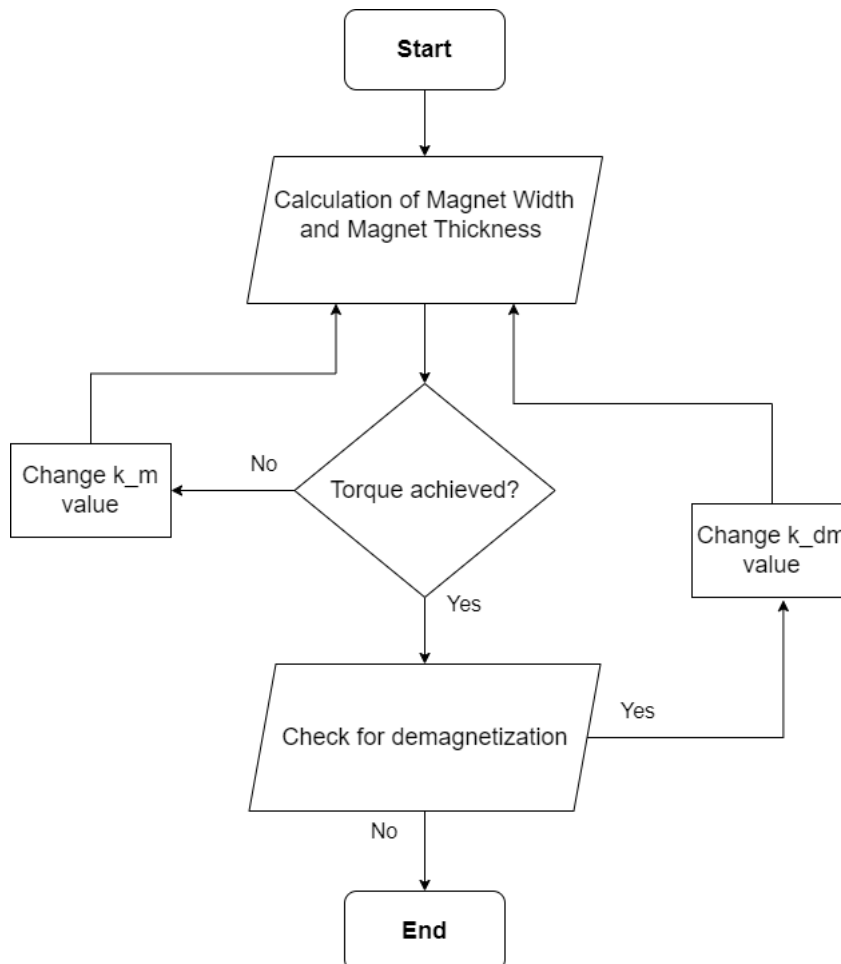 Start
Calculation of Magnet Width
and Magnet Thickness
No
Torque achieved?
Change k_m
value
Change k_dm
value
Yes
Yes
Check for demagnetization
No
End